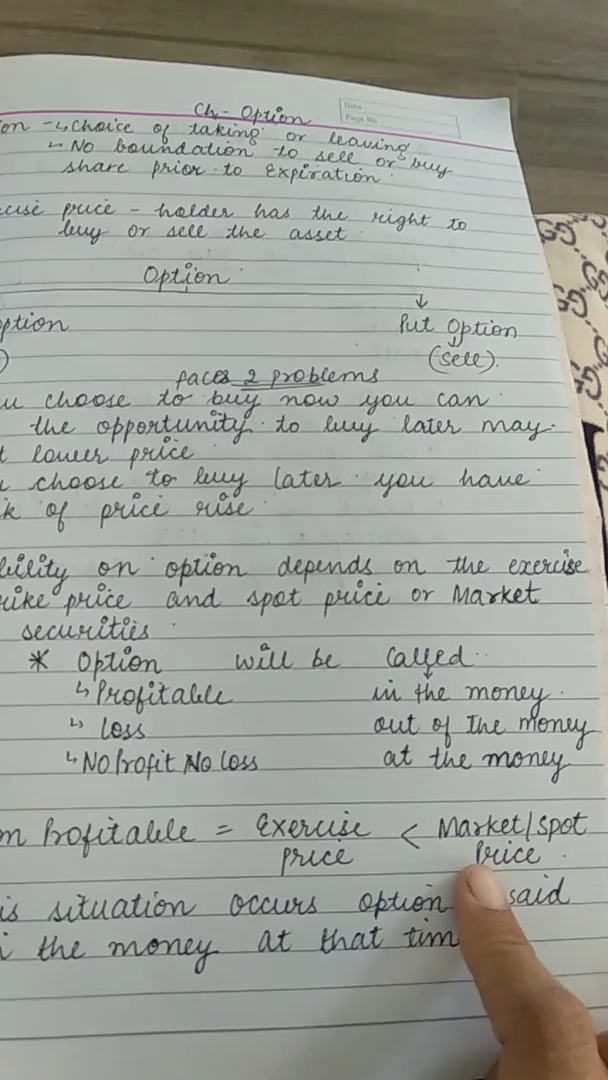 Ch - Option
Date
Page No.
on → Choice of taking or leaving
↳ No boundation to sell or buy
share prior to Expiration
cise price - holder has the right to
buy or sell the asset
Option
ption
Put Option
(Sell).
)
faces 2 problems
u choose to buy now you can
the opportunity to buy later may
t lower price
u choose to buy later you have
k of price rise
bility on option depends on the exercise
rike price and spot price or Market
securities
* Option will be called
↳ Profitable in the money
↳ Loss out of The money
↳ No Profit No Loss at the money
m Profitable = Exercise price < Market/Spot Price
is situation occurs option said
the money at that tim